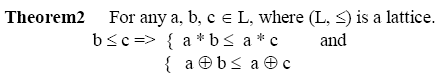 Theorem2 For any a, b, c ∈ L, where (L, ≤) is a lattice.
b ≤ c => { a * b ≤ a * c and
{ a ⊕ b ≤ a ⊕ c